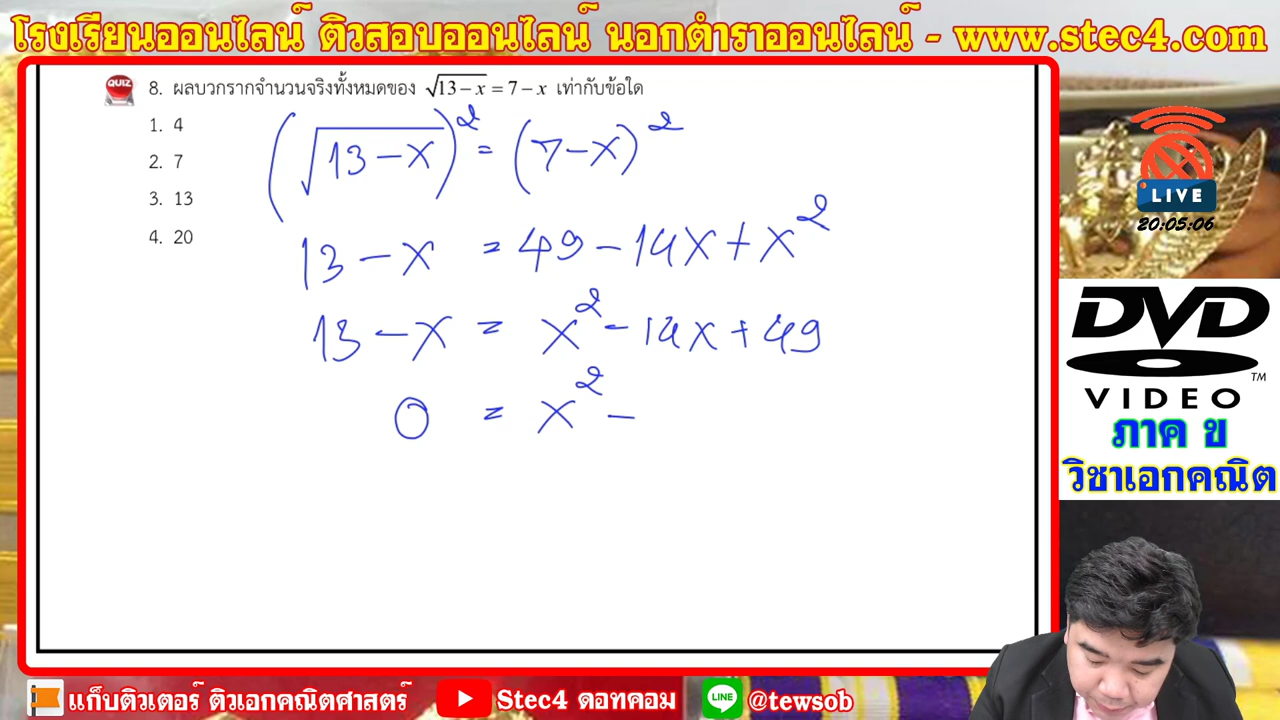 โรงเรียนออนไลน์ ติวสอบออนไลน์ นอกตำราออนไลน์ - www.stec4.com
QUIZ
8. ผลบวกรากจำนวนจริงทั้งหมดของ √13 − x = 7 − x เท่ากับข้อใด
1. 4
2. 7
3. 13
4. 20
(√13 − x)² = (7 − x)²
13 − x = 49 − 14x + x²
13 − x = x² − 14x + 49
0 = x² −
LIVE
20:05:06
DVD
VIDEO
TM
ภาค ข
วิชาเอกคณิต
แก็บติวเตอร์ ติวเอกคณิตศาสตร์
Stec4 ดอทคอม
LINE
@tewsob